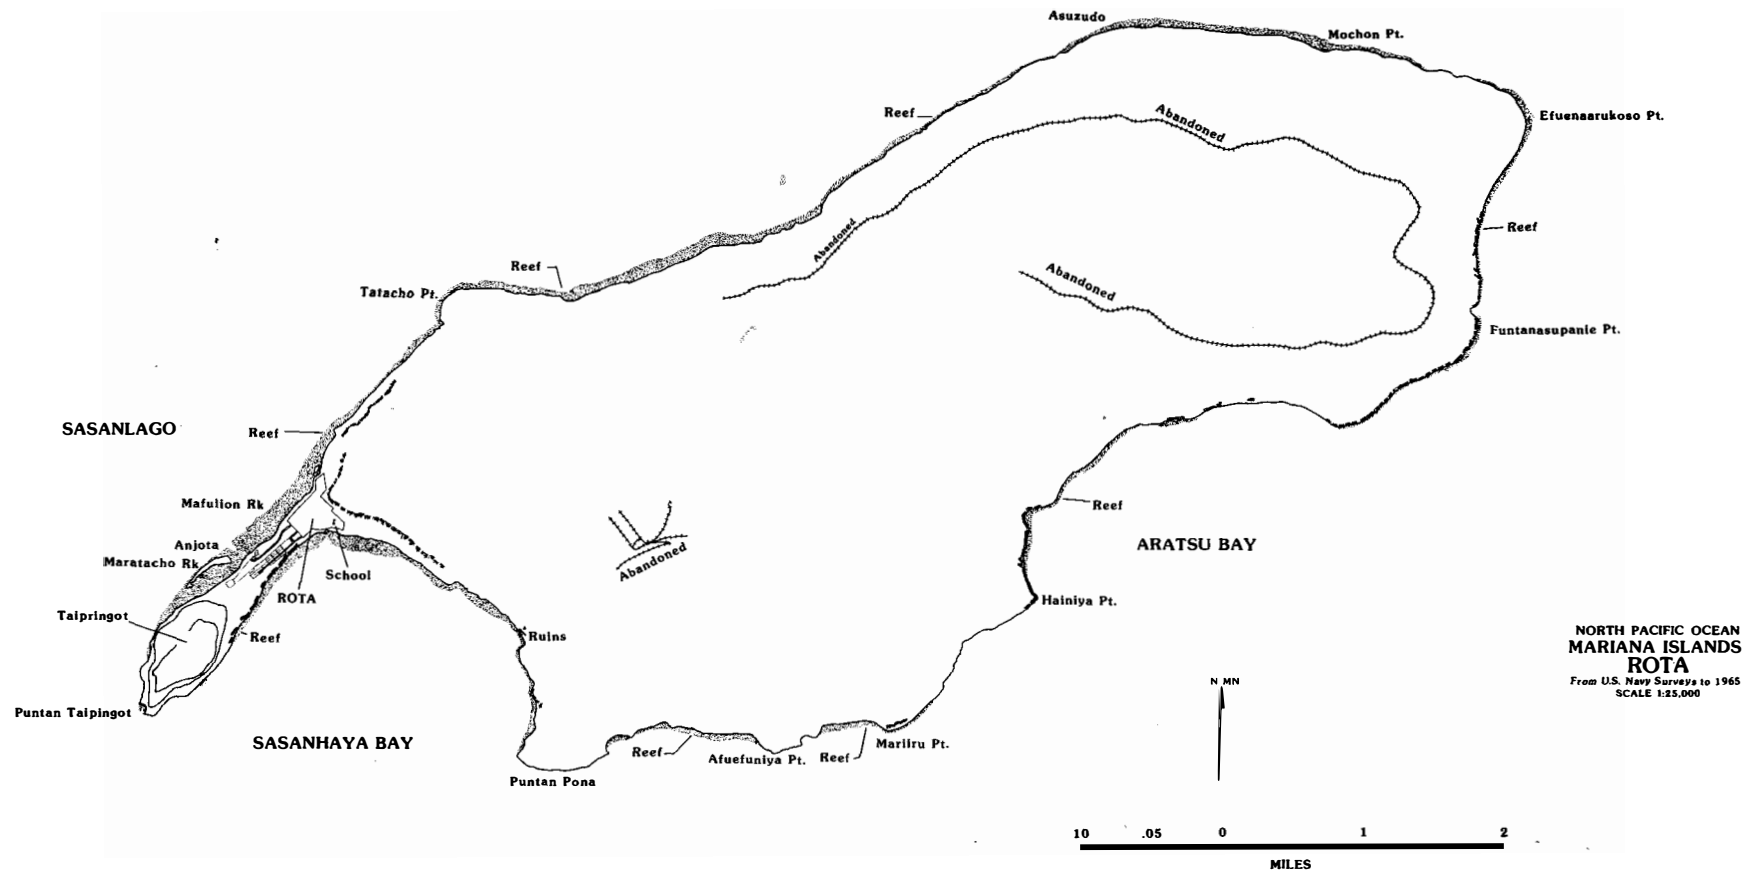 Asuzudo
Mochon Pt.
Reef
Abandoned
Efuenaarukoso Pt.
Abandoned
Reef
Reef
Abandoned
Tatacho Pt.
Funtanasupanie Pt.
SASANLAGO
Reef
Mafulion Rk
Reef
Anjota
ARATSU BAY
Maratacho Rk
Abandoned
School
ROTA
Hainiya Pt.
Taipringot
Reef
Ruins
NORTH PACIFIC OCEAN
MARIANA ISLANDS
ROTA
From U.S. Navy Surveys to 1965
SCALE 1:25,000
N MN
Puntan Taipingot
SASANHAYA BAY
Reef
Afuefuniya Pt.
Reef
Mariiru Pt.
Puntan Pona
10 .05 0 1 2
MILES